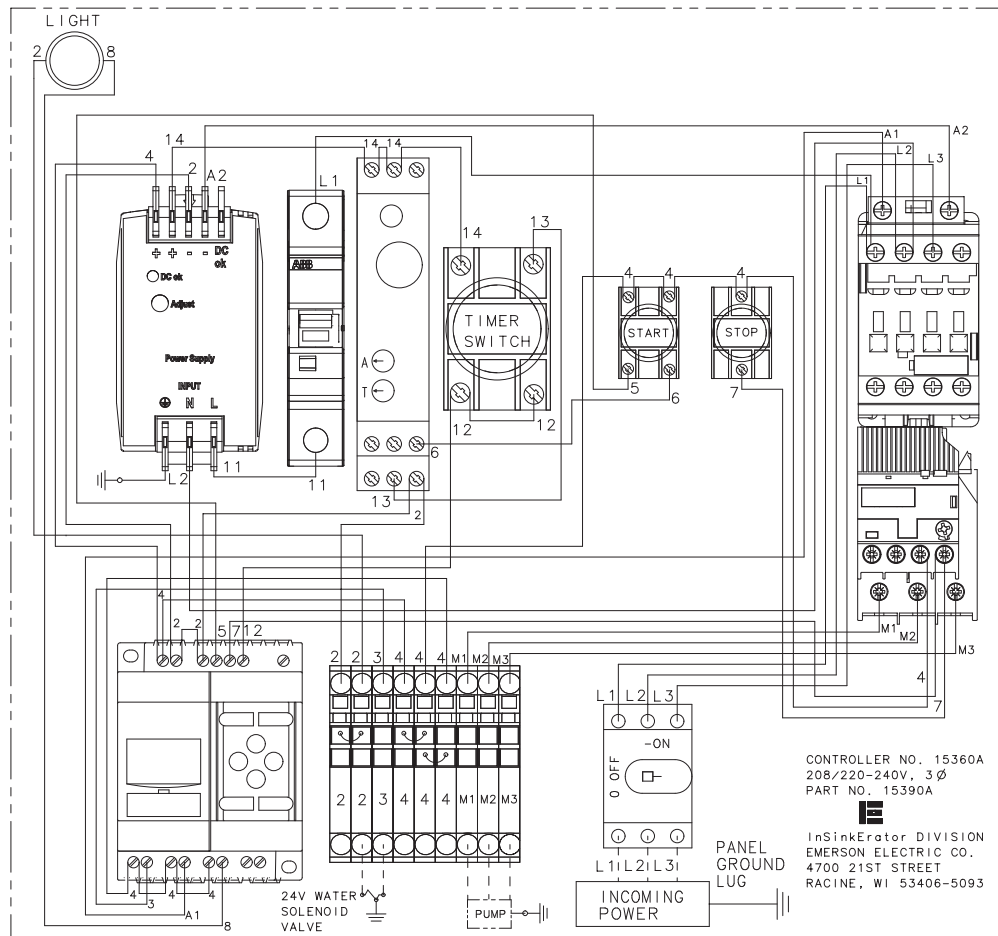 LIGHT
2 8
14
4 2 A2
L1
14 14
A1 A2
L2
L3
L1
+ + - - DC
ok
DC ok
Adjust
Power Supply
INPUT
N L
L2 11
ABB
11
A
T
6
13
2
14 13
TIMER
SWITCH
12 12
4 4 4
START STOP
5 6 7
M1
M2
M3
4
7
4 2 2 5 7 12
2 2 3 4 4 4 M1 M2 M3
2 2 3 4 4 4 M1 M2 M3
4 4 4
3
A1
8
24V WATER
SOLENOID
VALVE
PUMP
L1 L2 L3
-ON
O OFF
L1 L2 L3
INCOMING
POWER
PANEL
GROUND
LUG
CONTROLLER NO. 15360A
208/220-240V, 3Ø
PART NO. 15390A
InSinkErator DIVISION
EMERSON ELECTRIC CO.
4700 21ST STREET
RACINE, WI 53406-5093